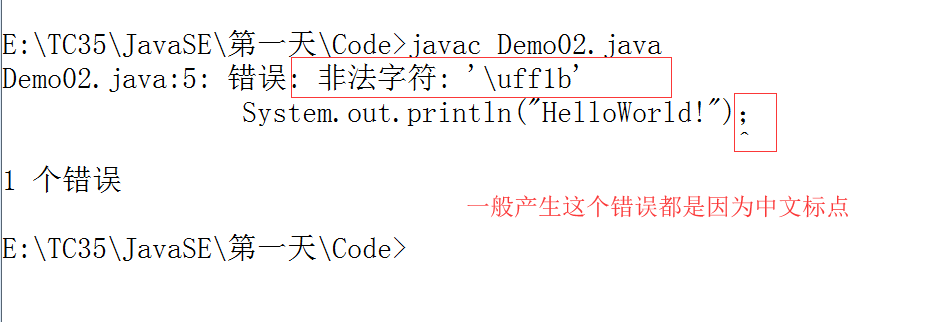 E:\TC35\JavaSE\第一天\Code>javac Demo02.java
Demo02.java:5: 错误: 非法字符: '\uff1b'
System.out.println("HelloWorld!")；
^
1 个错误
一般产生这个错误都是因为中文标点
E:\TC35\JavaSE\第一天\Code>